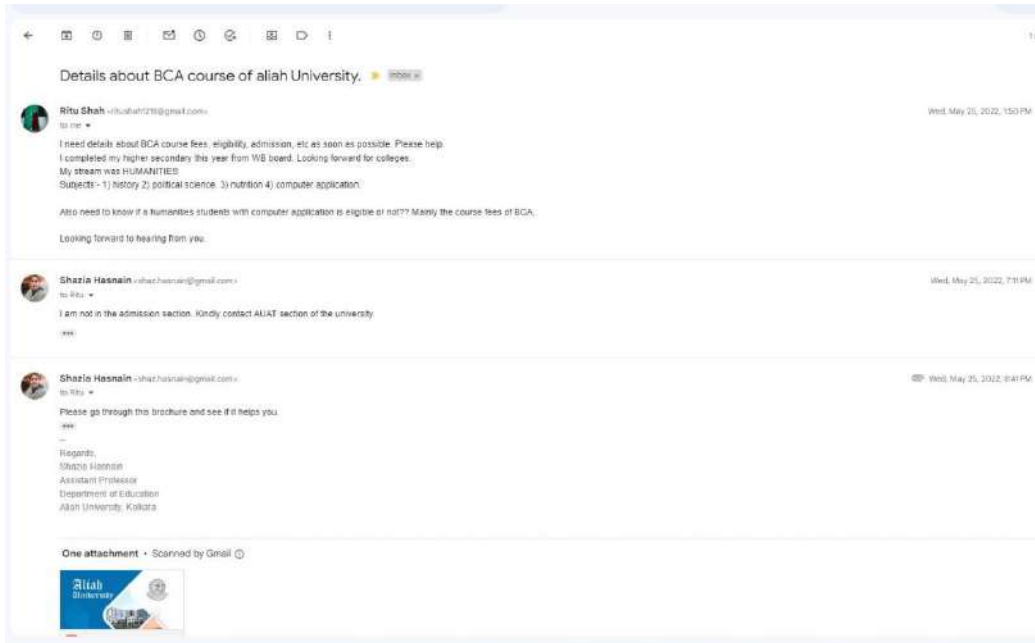 Details about BCA course of aliah University.
Inbox x
Ritu Shah
Wed, May 25, 2022, 1:50 PM
to me
I need details about BCA course fees, eligibility, admission, etc as soon as possible. Please help.
I completed my higher secondary this year from WB board. Looking forward for colleges.
My stream was HUMANITIES
Subjects:- 1) history 2) political science. 3) nutrition 4) computer application.
Also need to know if a humanities students with computer application is eligible or not?? Mainly the course fees of BCA.
Looking forward to hearing from you.
Shazia Hasnain <shaz.hasnain@gmail.com>
Wed, May 25, 2022, 7:11 PM
to Ritu
I am not in the admission section. Kindly contact AUAT section of the university.
Shazia Hasnain <shaz.hasnain@gmail.com>
Wed, May 25, 2022, 8:41 PM
to Ritu
Please go through this brochure and see if it helps you.
--
Regards,
Shazia Hasnain
Assistant Professor
Department of Education
Aliah University, Kolkata
One attachment • Scanned by Gmail
Aliah
University